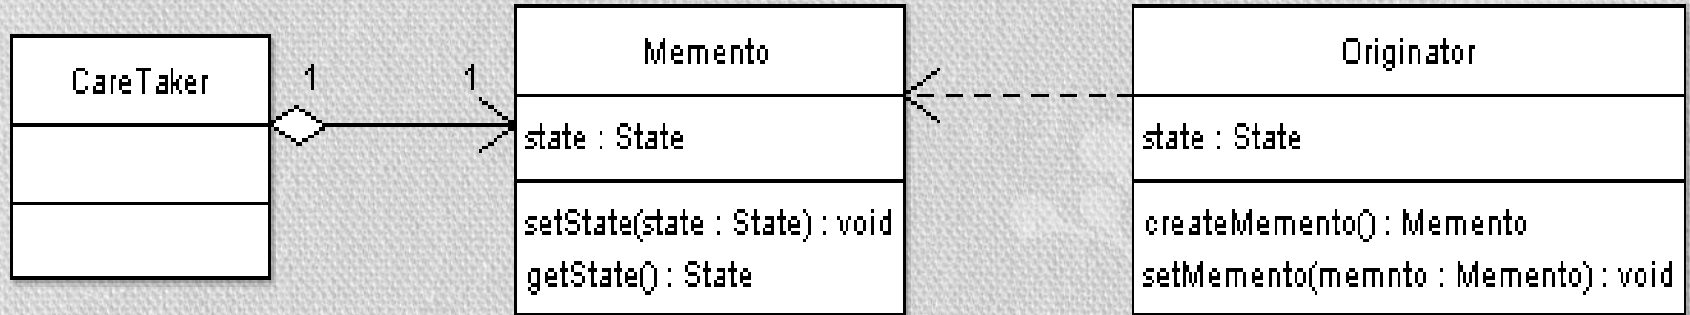 CareTaker
1
1
Memento
state : State
setState(state : State) : void
getState() : State
Originator
state : State
createMemento() : Memento
setMemento(memnto : Memento) : void